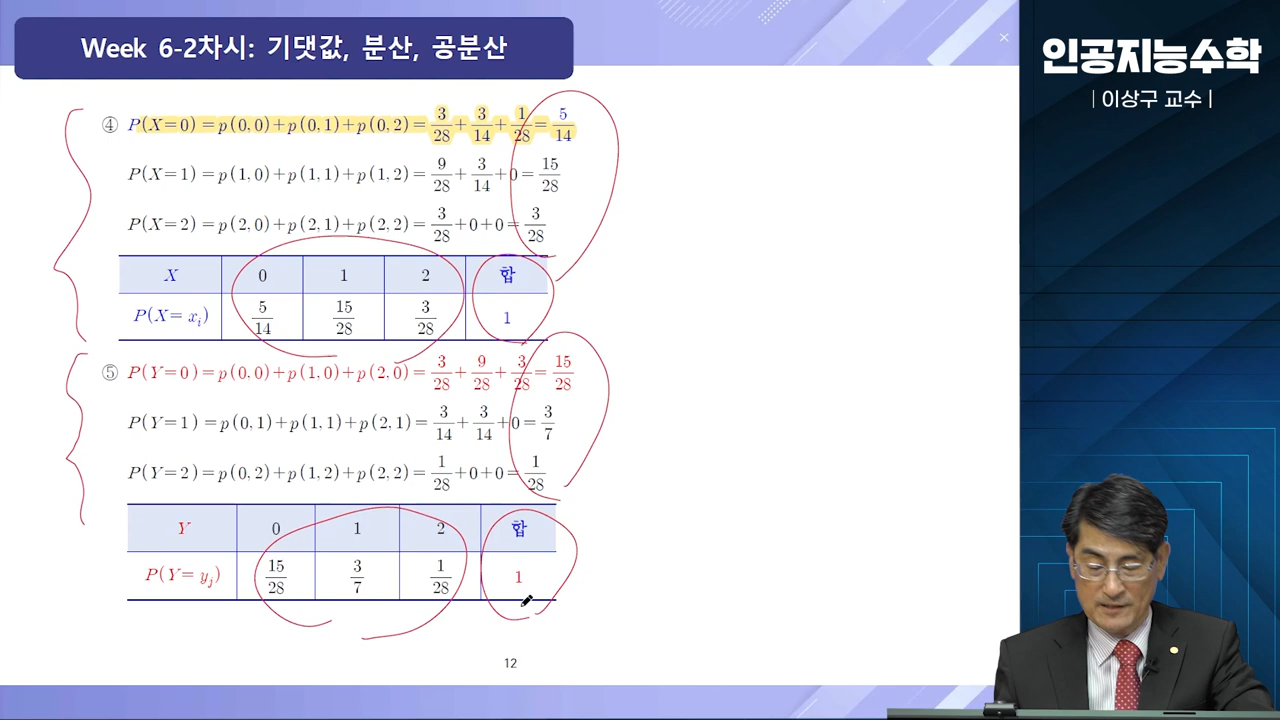 Week 6-2차시: 기댓값, 분산, 공분산
인공지능수학
| 이상구 교수 |
④ P(X=0)=p(0,0)+p(0,1)+p(0,2)=3/28+3/14+1/28=5/14
P(X=1)=p(1,0)+p(1,1)+p(1,2)=9/28+3/14+0=15/28
P(X=2)=p(2,0)+p(2,1)+p(2,2)=3/28+0+0=3/28
X 0 1 2 합
P(X=xᵢ) 5/14 15/28 3/28 1
⑤ P(Y=0)=p(0,0)+p(1,0)+p(2,0)=3/28+9/28+3/28=15/28
P(Y=1)=p(0,1)+p(1,1)+p(2,1)=3/14+3/14+0=3/7
P(Y=2)=p(0,2)+p(1,2)+p(2,2)=1/28+0+0=1/28
Y 0 1 2 합
P(Y=yⱼ) 15/28 3/7 1/28 1
12